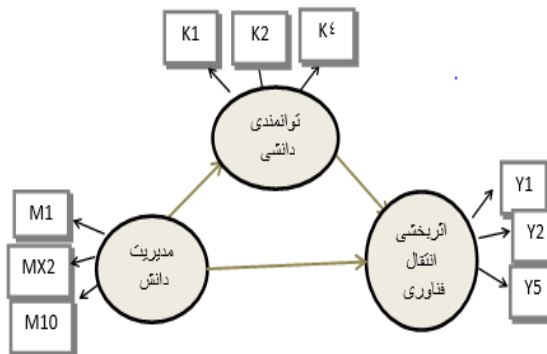 K1
K2
K٤
توانمندی
دانشی
M1
MX2
M10
مدیریت
دانش
اثربخشی
انتقال
فناوری
Y1
Y2
Y5